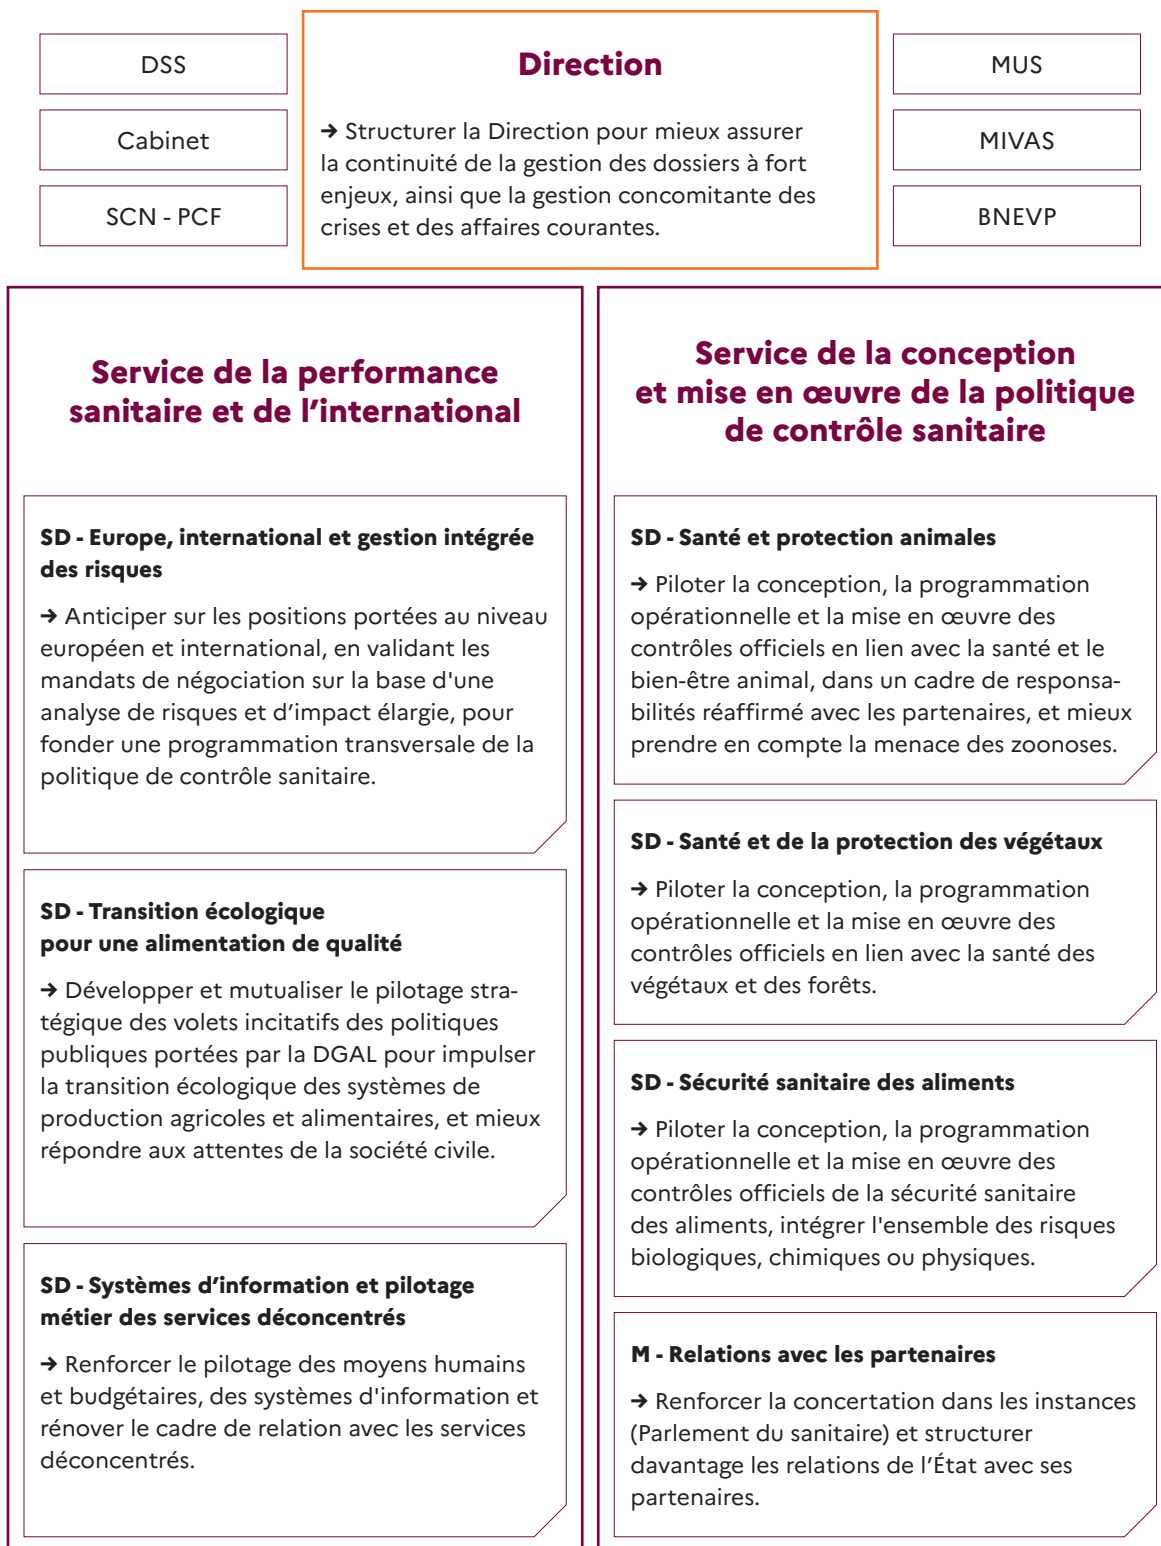 DSS
Cabinet
SCN - PCF
Direction
→ Structurer la Direction pour mieux assurer
la continuité de la gestion des dossiers à fort
enjeux, ainsi que la gestion concomitante des
crises et des affaires courantes.
MUS
MIVAS
BNEVP
Service de la performance
sanitaire et de l’international
SD - Europe, international et gestion intégrée
des risques
→ Anticiper sur les positions portées au niveau
européen et international, en validant les
mandats de négociation sur la base d'une
analyse de risques et d’impact élargie, pour
fonder une programmation transversale de la
politique de contrôle sanitaire.
SD - Transition écologique
pour une alimentation de qualité
→ Développer et mutualiser le pilotage stra-
tégique des volets incitatifs des politiques
publiques portées par la DGAL pour impulser
la transition écologique des systèmes de
production agricoles et alimentaires, et mieux
répondre aux attentes de la société civile.
SD - Systèmes d’information et pilotage
métier des services déconcentrés
→ Renforcer le pilotage des moyens humains
et budgétaires, des systèmes d'information et
rénover le cadre de relation avec les services
déconcentrés.
Service de la conception
et mise en œuvre de la politique
de contrôle sanitaire
SD - Santé et protection animales
→ Piloter la conception, la programmation
opérationnelle et la mise en œuvre des
contrôles officiels en lien avec la santé et le
bien-être animal, dans un cadre de responsa-
bilités réaffirmé avec les partenaires, et mieux
prendre en compte la menace des zoonoses.
SD - Santé et de la protection des végétaux
→ Piloter la conception, la programmation
opérationnelle et la mise en œuvre des
contrôles officiels en lien avec la santé des
végétaux et des forêts.
SD - Sécurité sanitaire des aliments
→ Piloter la conception, la programmation
opérationnelle et la mise en œuvre des
contrôles officiels de la sécurité sanitaire
des aliments, intégrer l'ensemble des risques
biologiques, chimiques ou physiques.
M - Relations avec les partenaires
→ Renforcer la concertation dans les instances
(Parlement du sanitaire) et structurer
davantage les relations de l’État avec ses
partenaires.